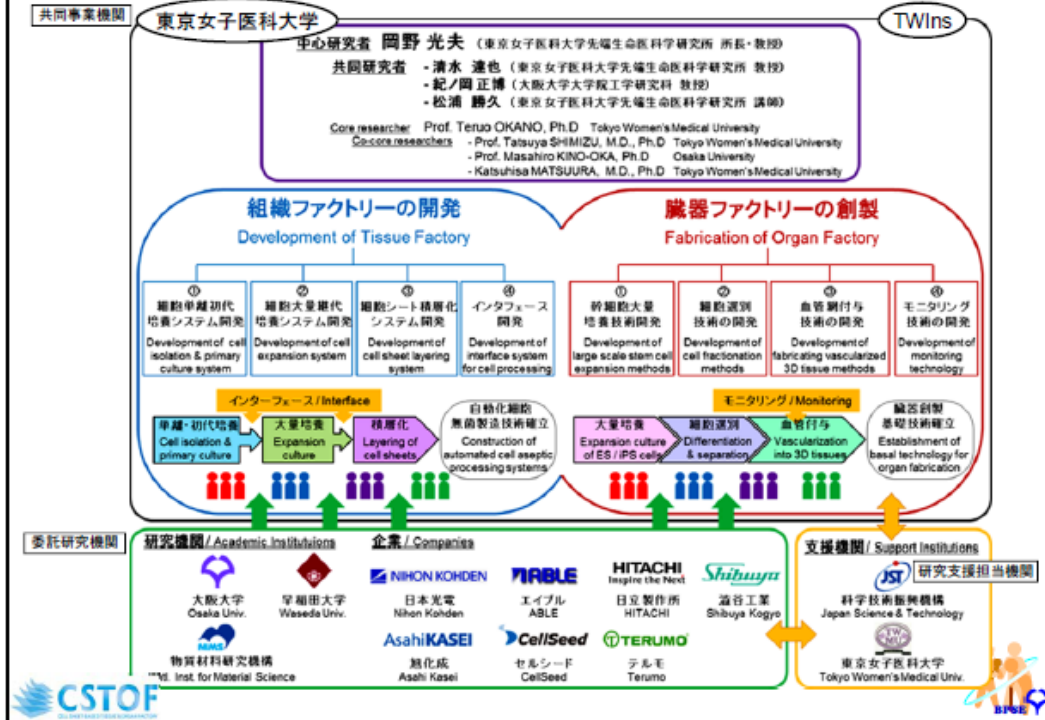 共同事業機関
東京女子医科大学
TWIns
中心研究者 岡野 光夫 (東京女子医科大学先端生命医科学研究所 所長・教授)
共同研究者 - 清水 達也 (東京女子医科大学先端生命医科学研究所 教授)
- 紀ノ岡正博 (大阪大学大学院工学研究科 教授)
- 松浦 勝久 (東京女子医科大学先端生命医科学研究所 講師)
Core researcher Prof. Teruo OKANO, Ph.D Tokyo Women's Medical University
Co-core researchers - Prof. Tatsuya SHIMIZU, M.D., Ph.D Tokyo Women's Medical University
- Prof. Masahiro KINO-OKA, Ph.D Osaka University
- Katsuhisa MATSUURA, M.D., Ph.D Tokyo Women's Medical University
組織ファクトリーの開発
Development of Tissue Factory
①
細胞単離初代
培養システム開発
Development of cell
isolation & primary
culture system
②
細胞大量継代
培養システム開発
Development of cell
expansion system
③
細胞シート積層化
システム開発
Development of
cell sheet layering
system
④
インタフェース
開発
Development of
interface system
for cell processing
インターフェース / Interface
単離・初代培養
Cell isolation &
primary culture
大量培養
Expansion
culture
積層化
Layering of
cell sheets
自動化細胞
無菌製造技術確立
Construction of
automated cell aseptic
processing systems
臓器ファクトリーの創製
Fabrication of Organ Factory
①
幹細胞大量
培養技術開発
Development of
large scale stem cell
expansion methods
②
細胞選別
技術の開発
Development of
cell fractionation
methods
③
血管網付与
技術の開発
Development of
fabricating vascularized
3D tissue methods
④
モニタリング
技術の開発
Development of
monitoring
technology
モニタリング / Monitoring
大量培養
Expansion culture
of ES / iPS cells
細胞選別
Differentiation
& separation
血管付与
Vascularization
into 3D tissues
臓器創製
基礎技術確立
Establishment of
basal technology for
organ fabrication
委託研究機関
研究機関 / Academic Instituiuions
大阪大学
Osaka Univ.
早稲田大学
Waseda Univ.
NIMS
物質材料研究機構
Inst. for Material Science
企業 / Companies
NIHON KOHDEN
日本光電
Nihon Kohden
ABLE
エイブル
ABLE
HITACHI
Inspire the Next
日立製作所
HITACHI
Shibuya
澁谷工業
Shibuya Kogyo
AsahiKASEI
旭化成
Asahi Kasei
CellSeed
セルシード
CellSeed
TERUMO
テルモ
Terumo
支援機関 / Support Institutions
JST
研究支援担当機関
科学技術振興機構
Japan Science & Technology
東京女子医科大学
Tokyo Women's Medical Univ.
CSTOF
BPSE